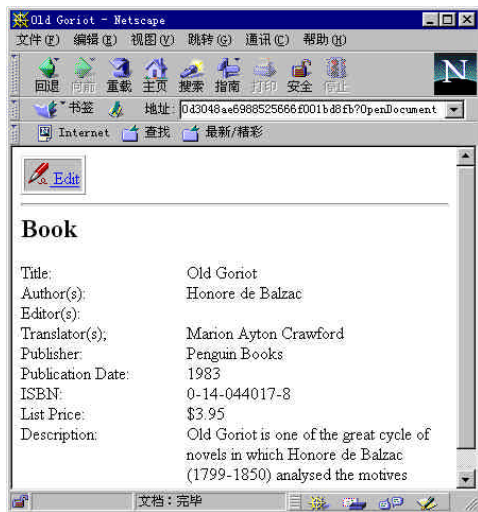 Old Goriot - Netscape
文件(F) 编辑(E) 视图(V) 跳转(G) 通讯(C) 帮助(H)
回退 向前 重载 主页 搜索 指南 打印 安全 停止
书签 地址: 0d3048ae6988525666f001bd8fb?OpenDocument
Internet 查找 最新/精彩
Edit
Book
Title: Old Goriot
Author(s): Honore de Balzac
Editor(s):
Translator(s); Marion Ayton Crawford
Publisher: Penguin Books
Publication Date: 1983
ISBN: 0-14-044017-8
List Price: $3.95
Description: Old Goriot is one of the great cycle of
novels in which Honore de Balzac
(1799-1850) analysed the motives
文档：完毕